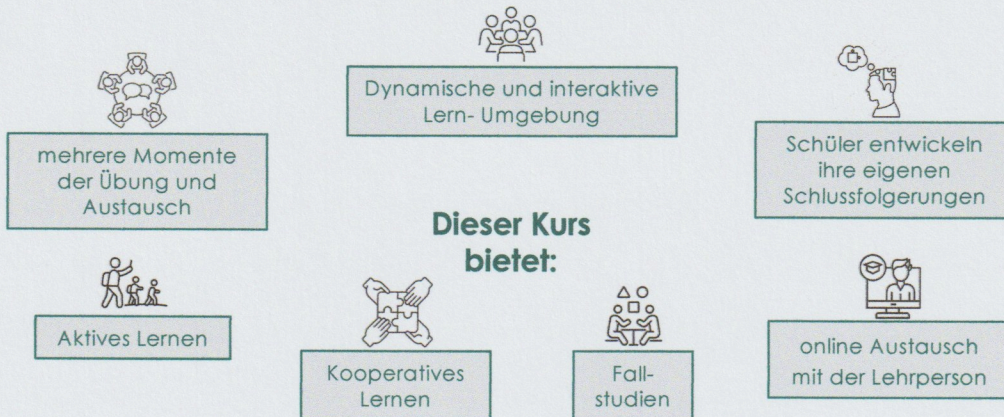 Dynamische und interaktive
Lern- Umgebung
mehrere Momente
der Übung und
Austausch
Schüler entwickeln
ihre eigenen
Schlussfolgerungen
Dieser Kurs
bietet:
Aktives Lernen
Kooperatives
Lernen
Fall-
studien
online Austausch
mit der Lehrperson